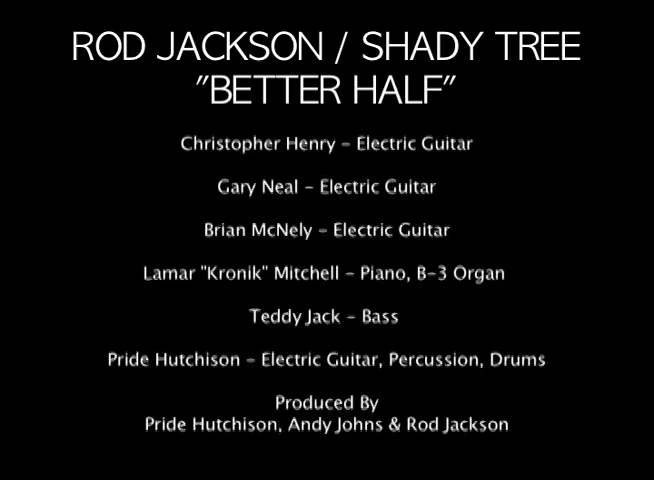 ROD JACKSON / SHADY TREE
"BETTER HALF"
Christopher Henry - Electric Guitar
Gary Neal - Electric Guitar
Brian McNely - Electric Guitar
Lamar "Kronik" Mitchell - Piano, B-3 Organ
Teddy Jack - Bass
Pride Hutchison - Electric Guitar, Percussion, Drums
Produced By
Pride Hutchison, Andy Johns & Rod Jackson